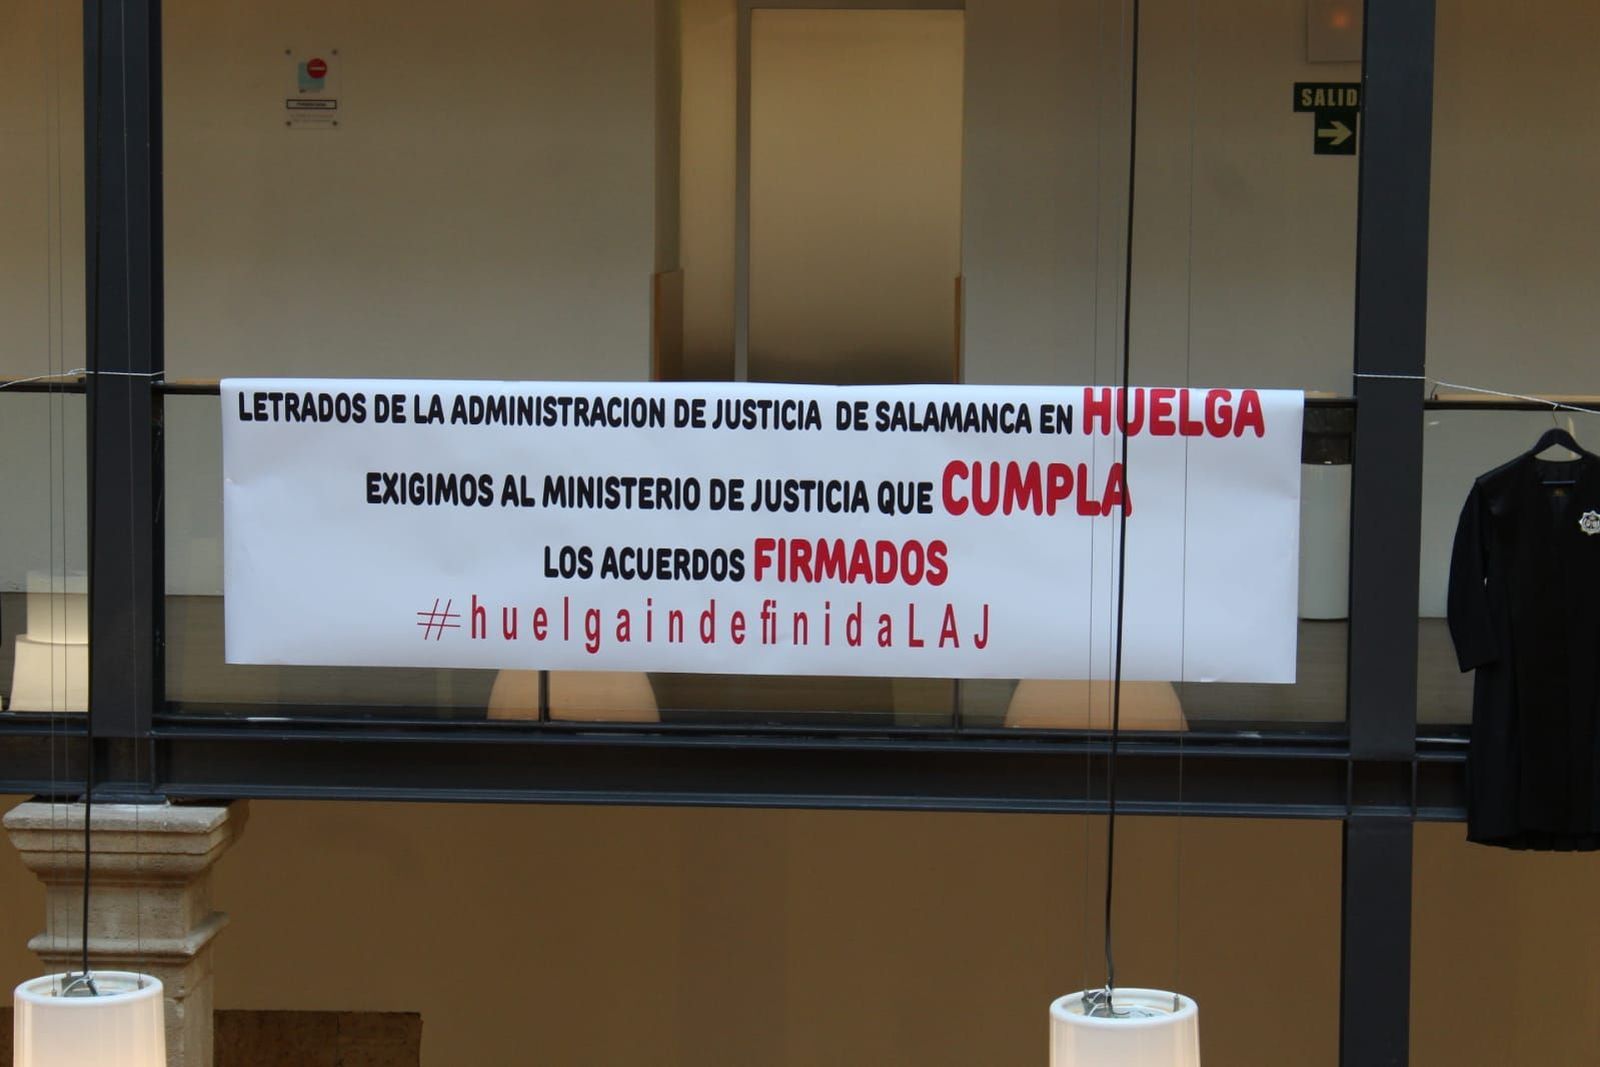 SALID
LETRADOS DE LA ADMINISTRACION DE JUSTICIA DE SALAMANCA EN HUELGA
EXIGIMOS AL MINISTERIO DE JUSTICIA QUE CUMPLA
LOS ACUERDOS FIRMADOS
#huelgaindefinidaLAJ